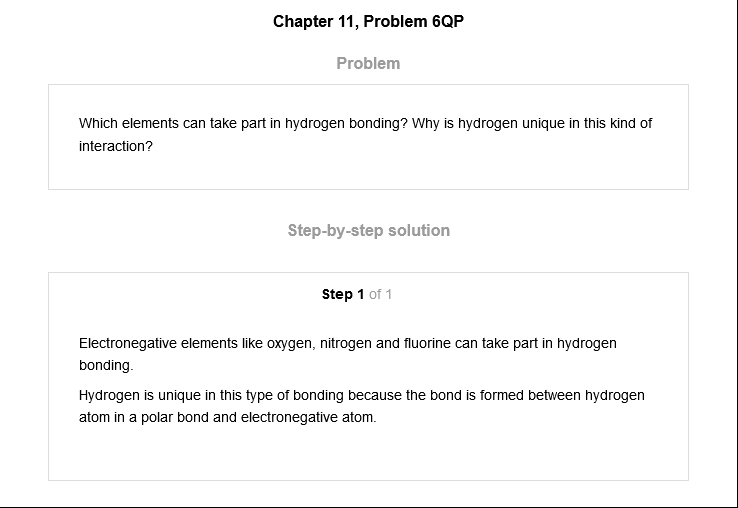 Chapter 11, Problem 6QP
Problem
Which elements can take part in hydrogen bonding? Why is hydrogen unique in this kind of
interaction?
Step-by-step solution
Step 1 of 1
Electronegative elements like oxygen, nitrogen and fluorine can take part in hydrogen
bonding.
Hydrogen is unique in this type of bonding because the bond is formed between hydrogen
atom in a polar bond and electronegative atom.